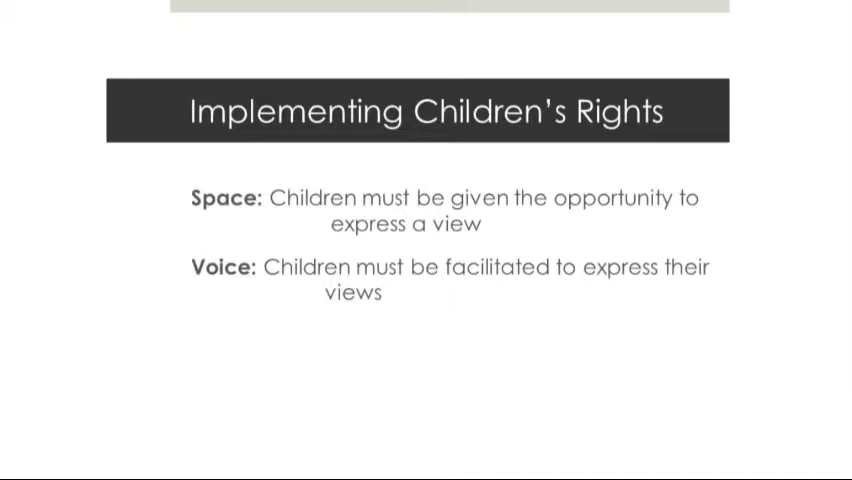 Implementing Children's Rights
Space: Children must be given the opportunity to
express a view
Voice: Children must be facilitated to express their
views